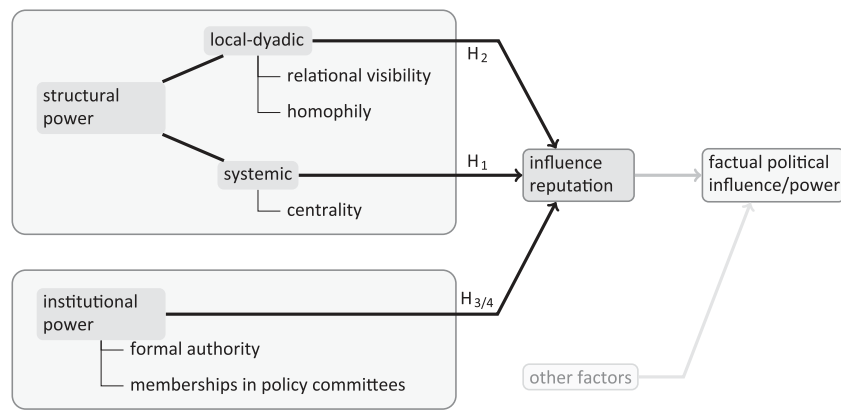 local-dyadic
H2
relational visibility
structural
power
homophily
influence
reputation
factual political
influence/power
systemic
H1
centrality
institutional
power
H3/4
formal authority
memberships in policy committees
other factors